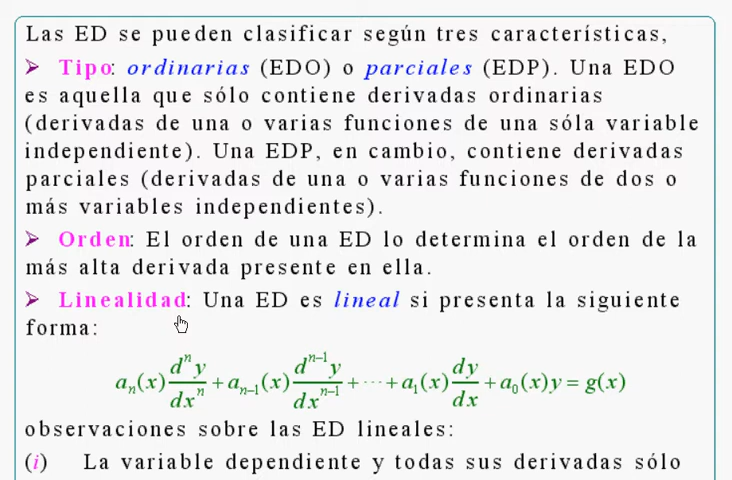 Las ED se pueden clasificar según tres características,
➢ Tipo: ordinarias (EDO) o parciales (EDP). Una EDO
es aquella que sólo contiene derivadas ordinarias
(derivadas de una o varias funciones de una sóla variable
independiente). Una EDP, en cambio, contiene derivadas
parciales (derivadas de una o varias funciones de dos o
más variables independientes).
➢ Orden: El orden de una ED lo determina el orden de la
más alta derivada presente en ella.
➢ Linealidad: Una ED es lineal si presenta la siguiente
forma:
aₙ(x) dⁿy/dxⁿ + aₙ₋₁(x) dⁿ⁻¹y/dxⁿ⁻¹ + ··· + a₁(x) dy/dx + a₀(x)y = g(x)
observaciones sobre las ED lineales:
(i) La variable dependiente y todas sus derivadas sólo